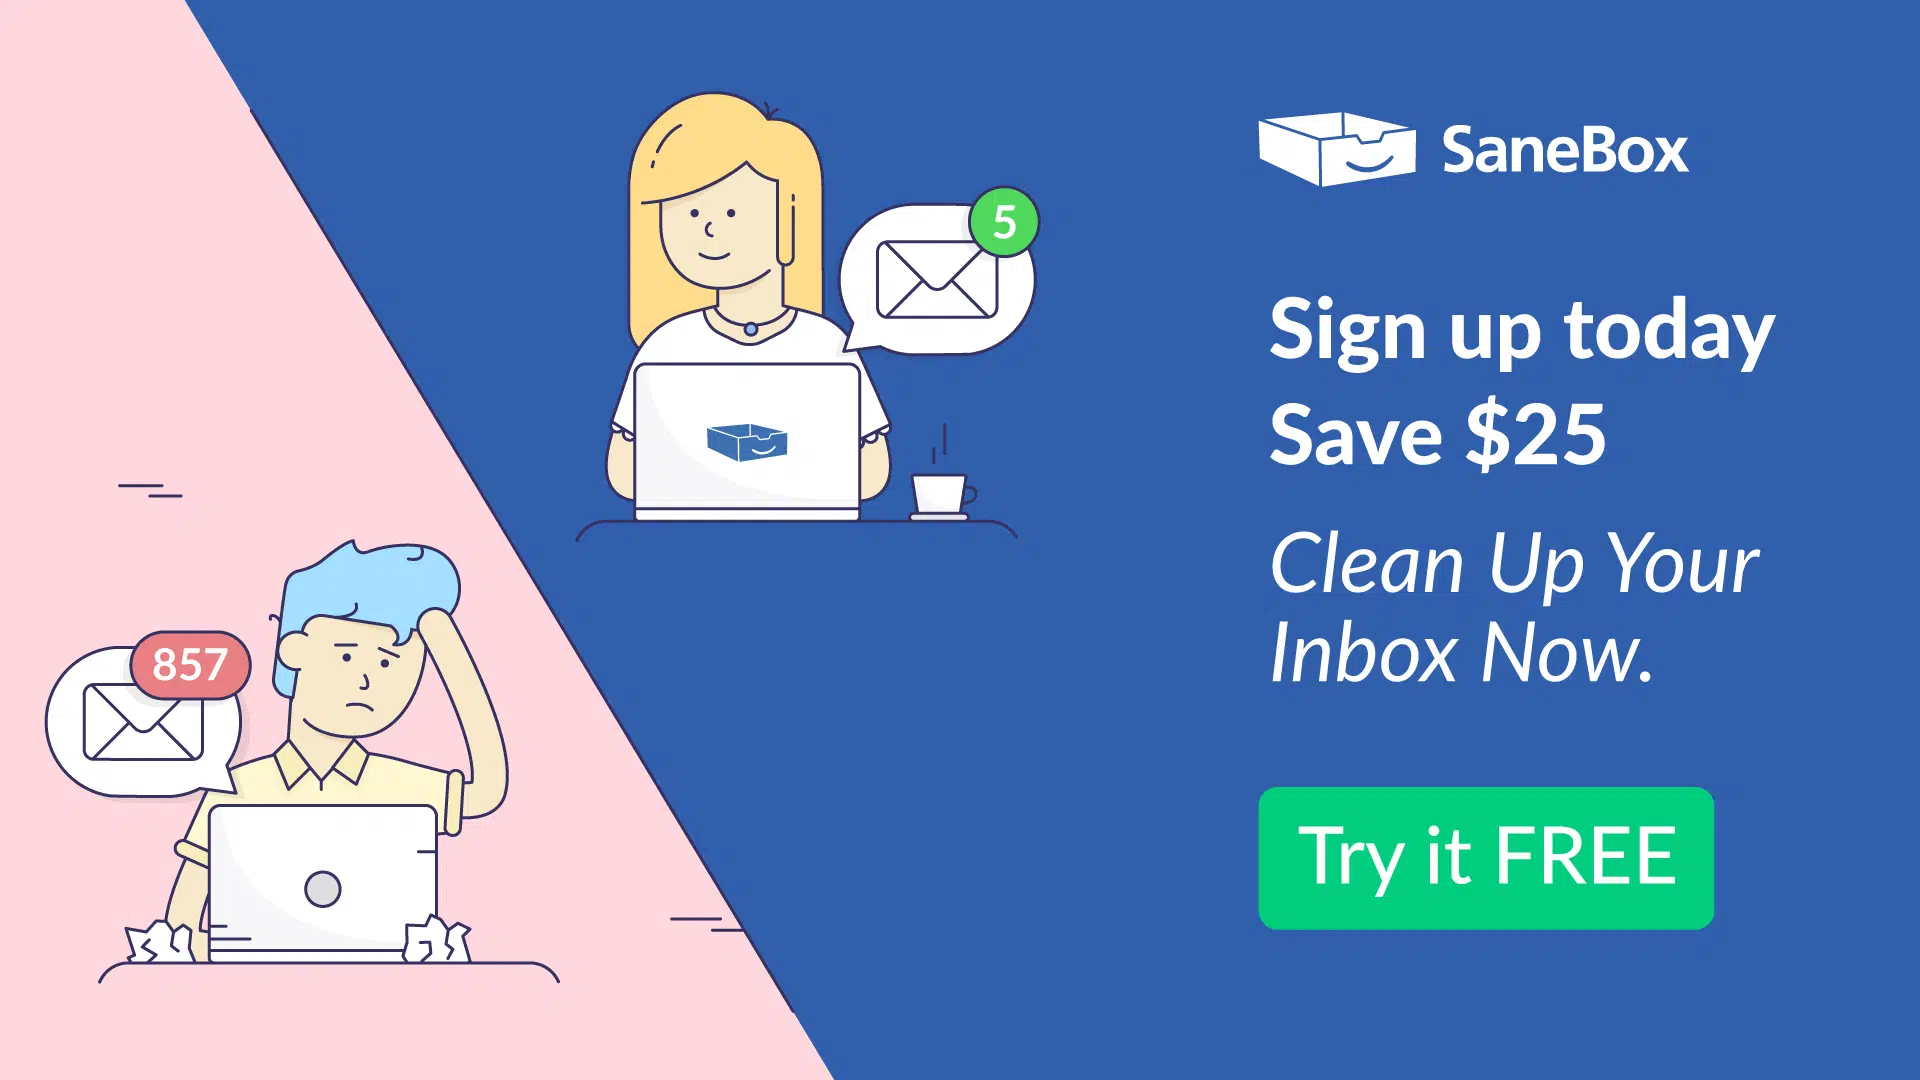 SaneBox
5
Sign up today
Save $25
Clean Up Your
Inbox Now.
857
Try it FREE